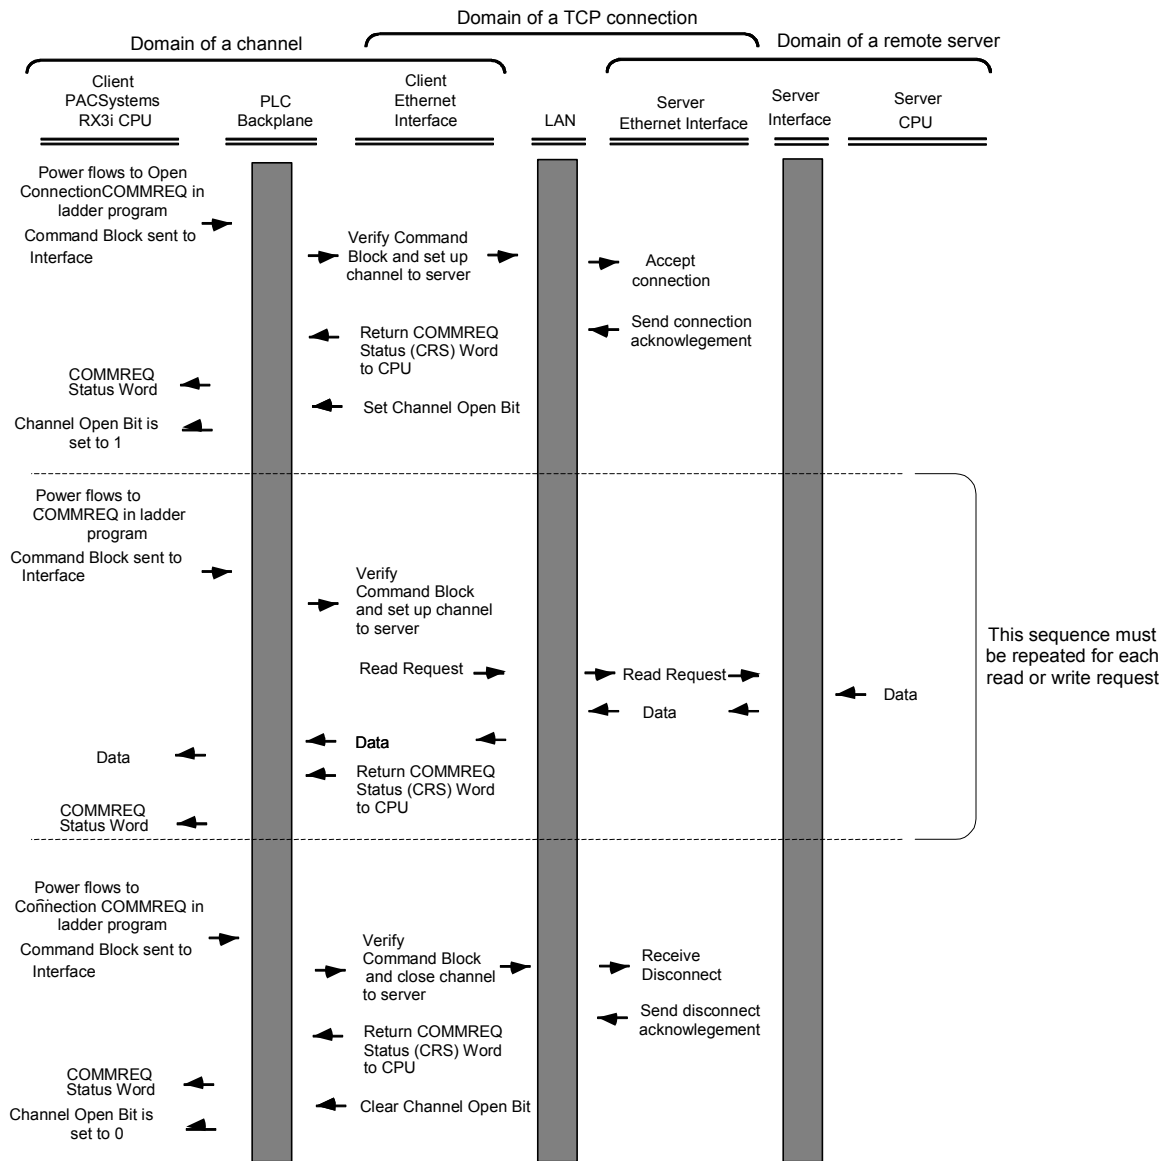 Domain of a TCP connection
Domain of a channel
Domain of a remote server
Client
PACSystems
RX3i CPU
PLC
Backplane
Client
Ethernet
Interface
LAN
Server
Ethernet Interface
Server
Interface
Server
CPU
Power flows to Open
ConnectionCOMMREQ in
ladder program
Command Block sent to
Interface
Verify Command
Block and set up
channel to server
Accept
connection
Send connection
acknowlegement
Return COMMREQ
Status (CRS) Word
to CPU
COMMREQ
Status Word
Set Channel Open Bit
Channel Open Bit is
set to 1
Power flows to
COMMREQ in ladder
program
Command Block sent to
Interface
Verify
Command Block
and set up channel
to server
Read Request
Read Request
Data
Data
Data
Data
Return COMMREQ
Status (CRS) Word
to CPU
COMMREQ
Status Word
This sequence must
be repeated for each
read or write request
Power flows to
Connection COMMREQ in
ladder program
Command Block sent to
Interface
Verify
Command Block
and close channel
to server
Receive
Disconnect
Send disconnect
acknowlegement
Return COMMREQ
Status (CRS) Word
to CPU
COMMREQ
Status Word
Clear Channel Open Bit
Channel Open Bit is
set to 0